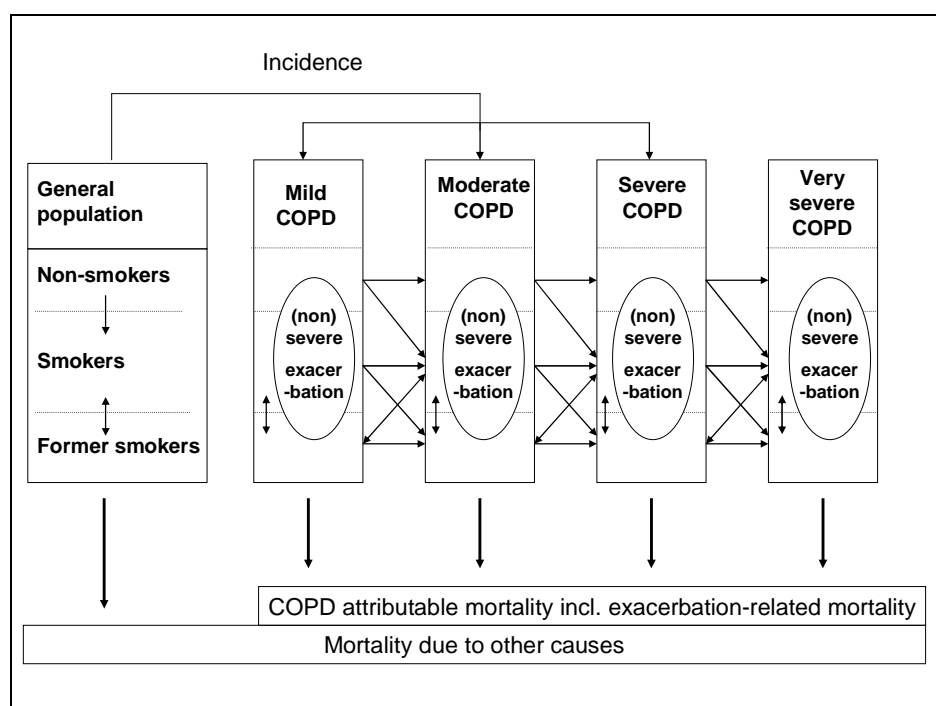 Incidence
General
population
Non-smokers
Smokers
Former smokers
Mild
COPD
(non)
severe
exacer
-bation
Moderate
COPD
(non)
severe
exacer
-bation
Severe
COPD
(non)
severe
exacer
-bation
Very
severe
COPD
(non)
severe
exacer
-bation
COPD attributable mortality incl. exacerbation-related mortality
Mortality due to other causes